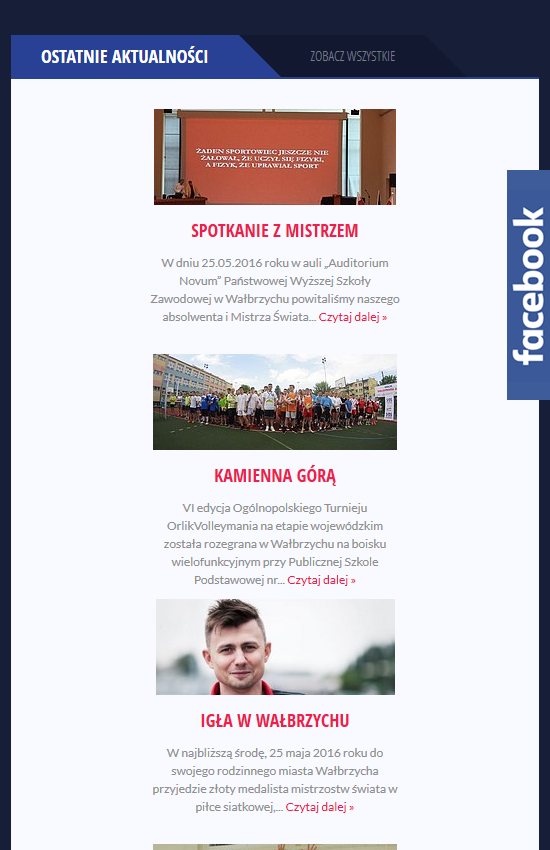 OSTATNIE AKTUALNOŚCI
ZOBACZ WSZYSTKIE
ŻADEN SPORTOWIEC JESZCZE NIE
ŻAŁOWAŁ, ŻE UCZYŁ SIĘ FIZYKI,
A FIZYK, ŻE UPRAWIAŁ SPORT
SPOTKANIE Z MISTRZEM
W dniu 25.05.2016 roku w auli „Auditorium
Novum” Państwowej Wyższej Szkoły
Zawodowej w Wałbrzychu powitaliśmy naszego
absolwenta i Mistrza Świata... Czytaj dalej »
facebook
KAMIENNA GÓRĄ
VI edycja Ogólnopolskiego Turnieju
OrlikVolleymania na etapie wojewódzkim
została rozegrana w Wałbrzychu na boisku
wielofunkcyjnym przy Publicznej Szkole
Podstawowej nr... Czytaj dalej »
IGŁA W WAŁBRZYCHU
W najbliższą środę, 25 maja 2016 roku do
swojego rodzinnego miasta Wałbrzycha
przyjedzie złoty medalista mistrzostw świata w
piłce siatkowej,... Czytaj dalej »